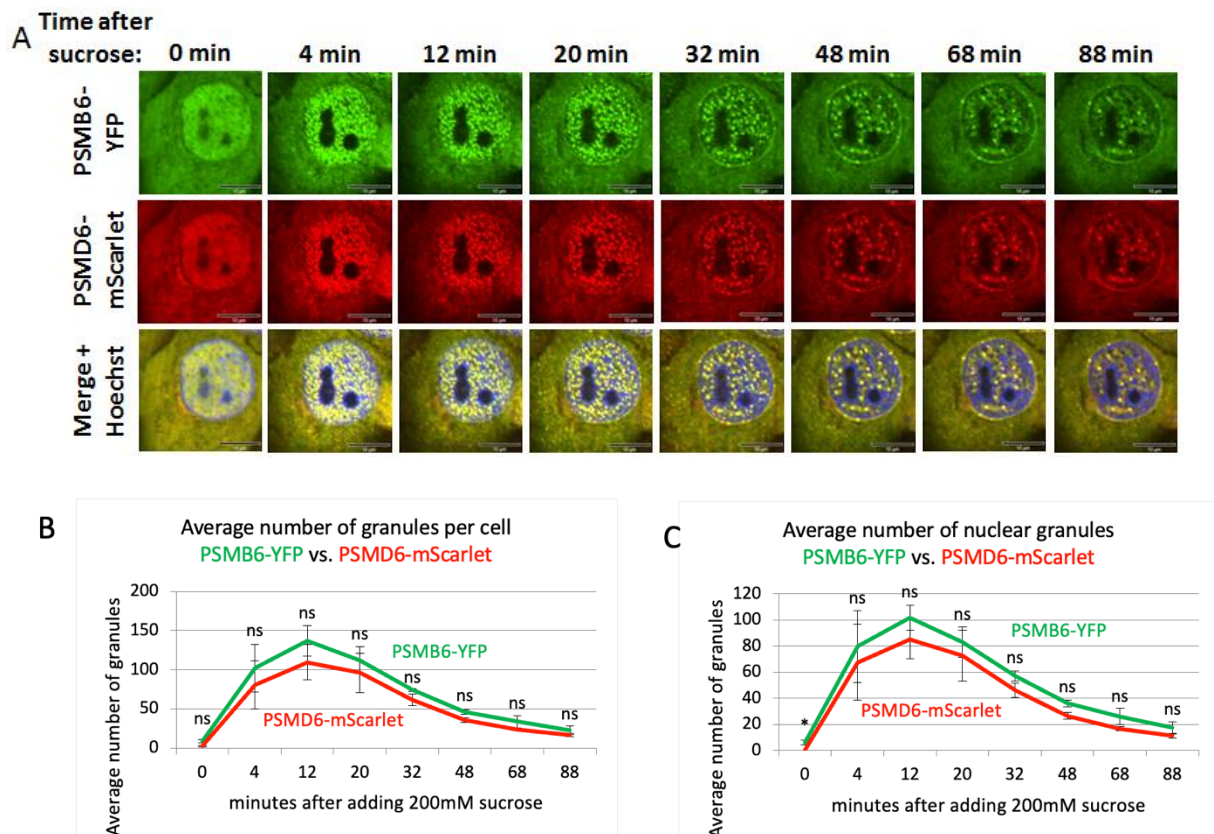 A
Time after
sucrose: 0 min 4 min 12 min 20 min 32 min 48 min 68 min 88 min
PSMB6-
YFP
PSMD6-
mScarlet
Merge +
Hoechst
B
Average number of granules per cell
PSMB6-YFP vs. PSMD6-mScarlet
Average number of granules
200
150
100
50
0
ns ns ns ns ns ns ns ns
PSMB6-YFP
PSMD6-mScarlet
0 4 12 20 32 48 68 88
minutes after adding 200mM sucrose
C
Average number of nuclear granules
PSMB6-YFP vs. PSMD6-mScarlet
Average number of granules
120
100
80
60
40
20
0
* ns ns ns ns ns ns ns
PSMB6-YFP
PSMD6-mScarlet
0 4 12 20 32 48 68 88
minutes after adding 200mM sucrose